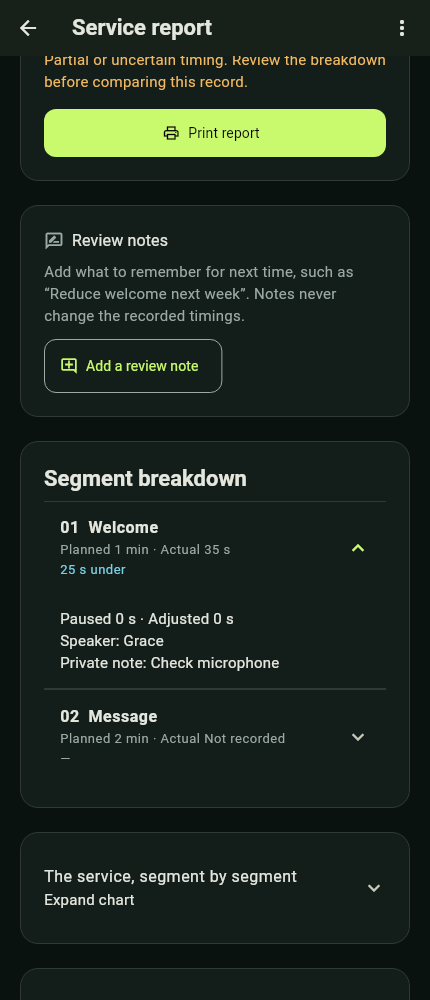 Service report
Partial or uncertain timing. Review the breakdown
before comparing this record.
Print report
Review notes
Add what to remember for next time, such as
“Reduce welcome next week”. Notes never
change the recorded timings.
Add a review note
Segment breakdown
01 Welcome
Planned 1 min · Actual 35 s
25 s under
Paused 0 s · Adjusted 0 s
Speaker: Grace
Private note: Check microphone
02 Message
Planned 2 min · Actual Not recorded
—
The service, segment by segment
Expand chart